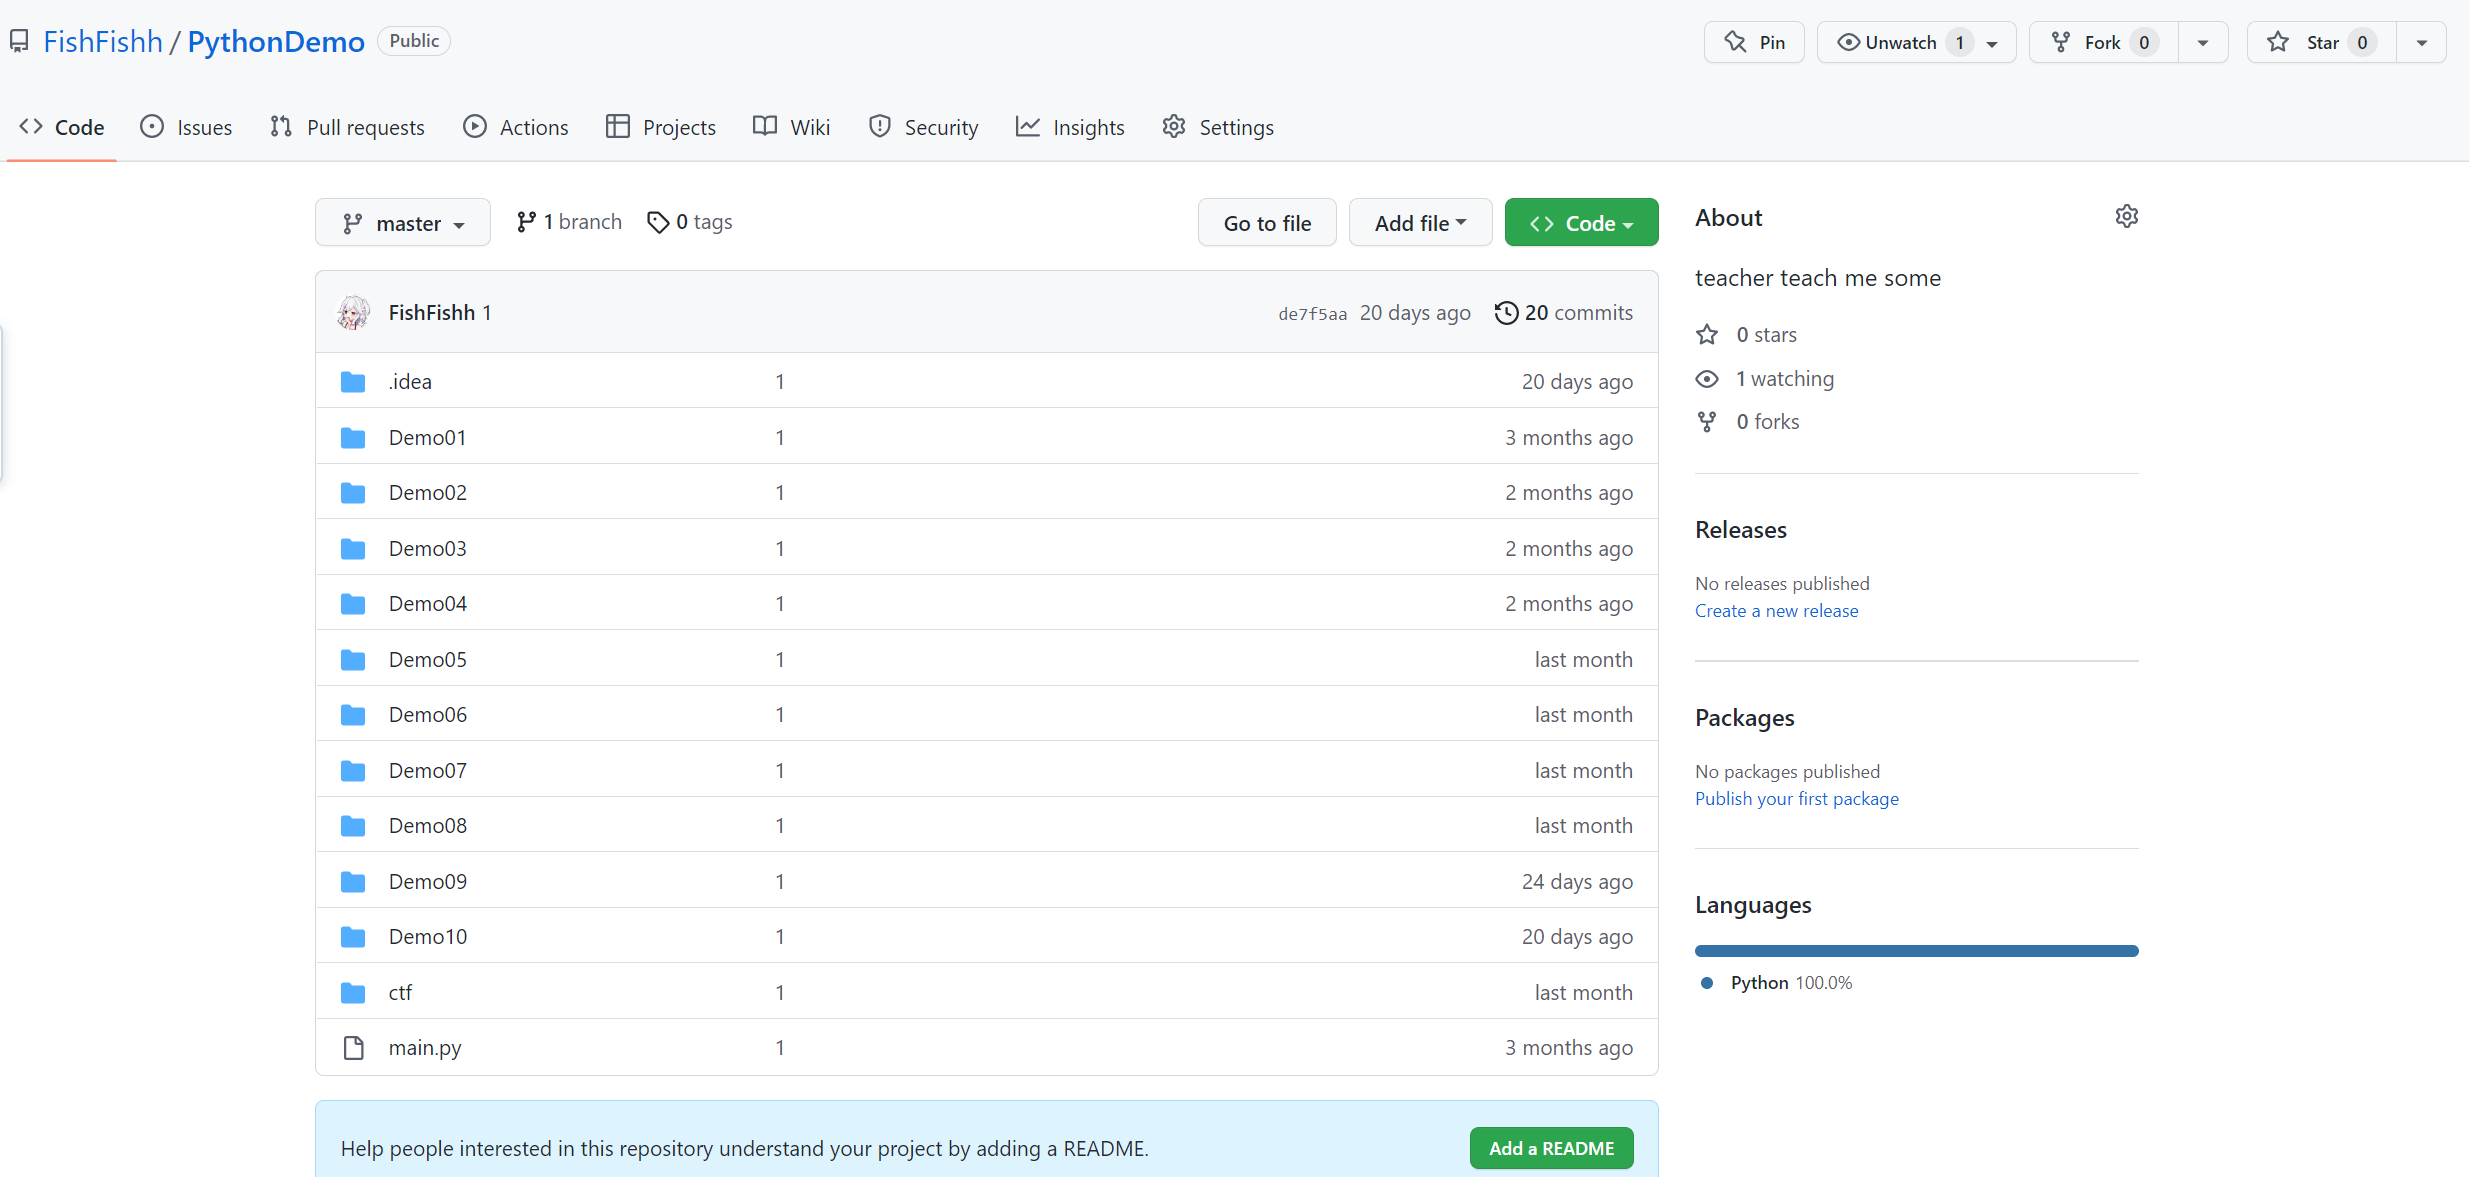 FishFishh / PythonDemo Public
Pin Unwatch 1 Fork 0 Star 0
Code Issues Pull requests Actions Projects Wiki Security Insights Settings
master 1 branch 0 tags Go to file Add file Code
FishFishh 1 de7f5aa 20 days ago 20 commits
.idea 1 20 days ago
Demo01 1 3 months ago
Demo02 1 2 months ago
Demo03 1 2 months ago
Demo04 1 2 months ago
Demo05 1 last month
Demo06 1 last month
Demo07 1 last month
Demo08 1 last month
Demo09 1 24 days ago
Demo10 1 20 days ago
ctf 1 last month
main.py 1 3 months ago
Help people interested in this repository understand your project by adding a README. Add a README
About
teacher teach me some
0 stars
1 watching
0 forks
Releases
No releases published
Create a new release
Packages
No packages published
Publish your first package
Languages
Python 100.0%